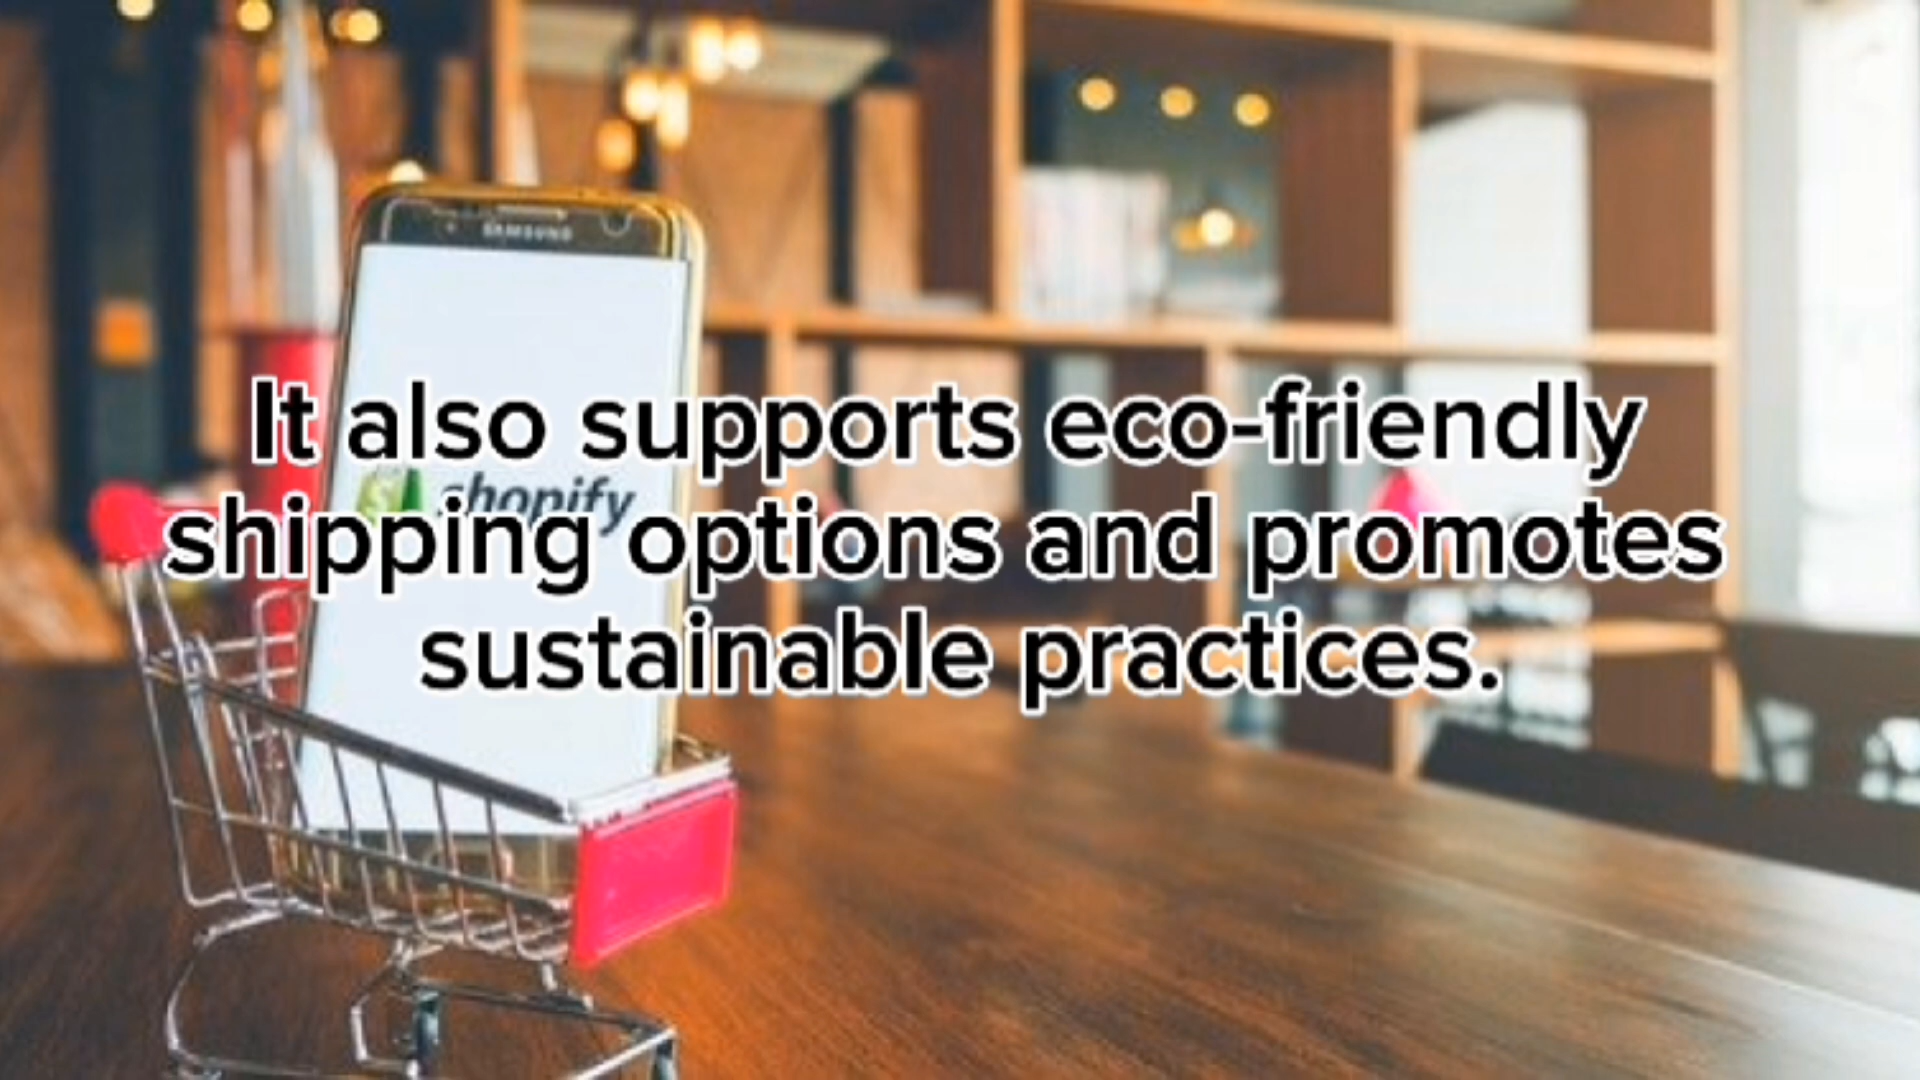 SAMSUNG
It also supports eco-friendly
shopify
shipping options and promotes
sustainable practices.